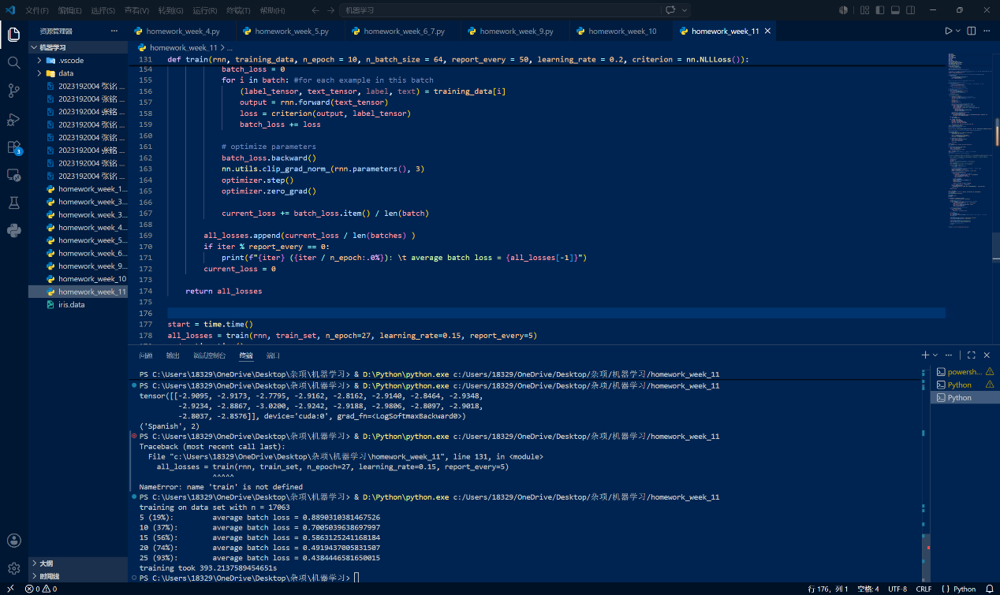 文件(F) 编辑(E) 选择(S) 查看(V) 转到(G) 运行(R) 终端(T) 帮助(H)
机器学习
资源管理器
homework_week_4.py
homework_week_5.py
homework_week_6_7.py
homework_week_9.py
homework_week_10
homework_week_11
机器学习
.vscode
data
2023192004 张铭 ...
2023192004 张铭 ...
2023192004 张铭 ...
2023192004 张铭 ...
2023192004 张铭 ...
2023192004 张铭 ...
2023192004 张铭 ...
2023192004 张铭 ...
homework_week_1...
homework_week_3...
homework_week_3...
homework_week_4...
homework_week_5...
homework_week_6...
homework_week_9...
homework_week_10
homework_week_11
iris.data
大纲
时间线
3
homework_week_11 > ...
131 def train(rnn, training_data, n_epoch = 10, n_batch_size = 64, report_every = 50, learning_rate = 0.2, criterion = nn.NLLLoss()):
154 batch_loss = 0
155 for i in batch: #for each example in this batch
156 (label_tensor, text_tensor, label, text) = training_data[i]
157 output = rnn.forward(text_tensor)
158 loss = criterion(output, label_tensor)
159 batch_loss += loss
160
161 # optimize parameters
162 batch_loss.backward()
163 nn.utils.clip_grad_norm_(rnn.parameters(), 3)
164 optimizer.step()
165 optimizer.zero_grad()
166
167 current_loss += batch_loss.item() / len(batch)
168
169 all_losses.append(current_loss / len(batches) )
170 if iter % report_every == 0:
171 print(f"{iter} ({iter / n_epoch:.0%}): \t average batch loss = {all_losses[-1]}")
172 current_loss = 0
173
174 return all_losses
175
176
177 start = time.time()
178 all_losses = train(rnn, train_set, n_epoch=27, learning_rate=0.15, report_every=5)
问题 输出 调试控制台 终端 端口
PS C:\Users\18329\OneDrive\Desktop\杂项\机器学习> & D:\Python\python.exe c:/Users/18329/OneDrive/Desktop/杂项/机器学习/homework_week_11
PS C:\Users\18329\OneDrive\Desktop\杂项\机器学习> & D:\Python\python.exe c:/Users/18329/OneDrive/Desktop/杂项/机器学习/homework_week_11
tensor([[-2.9095, -2.9173, -2.7795, -2.9162, -2.8162, -2.9140, -2.8464, -2.9348,
-2.9234, -2.8867, -3.0200, -2.9242, -2.9188, -2.9806, -2.8097, -2.9018,
-2.8037, -2.8576]], device='cuda:0', grad_fn=<LogSoftmaxBackward0>)
('Spanish', 2)
PS C:\Users\18329\OneDrive\Desktop\杂项\机器学习> & D:\Python\python.exe c:/Users/18329/OneDrive/Desktop/杂项/机器学习/homework_week_11
Traceback (most recent call last):
File "c:\Users\18329\OneDrive\Desktop\杂项\机器学习\homework_week_11", line 131, in <module>
all_losses = train(rnn, train_set, n_epoch=27, learning_rate=0.15, report_every=5)
^^^^^
NameError: name 'train' is not defined
PS C:\Users\18329\OneDrive\Desktop\杂项\机器学习> & D:\Python\python.exe c:/Users/18329/OneDrive/Desktop/杂项/机器学习/homework_week_11
training on data set with n = 17063
5 (19%): average batch loss = 0.8890310381467526
10 (37%): average batch loss = 0.7005039638697997
15 (56%): average batch loss = 0.5863125241168184
20 (74%): average batch loss = 0.4919437005831507
25 (93%): average batch loss = 0.4384446581650015
training took 393.2137589454651s
PS C:\Users\18329\OneDrive\Desktop\杂项\机器学习>
powersh...
Python
Python
0 0
行 176，列 1 空格: 4 UTF-8 CRLF { } Python